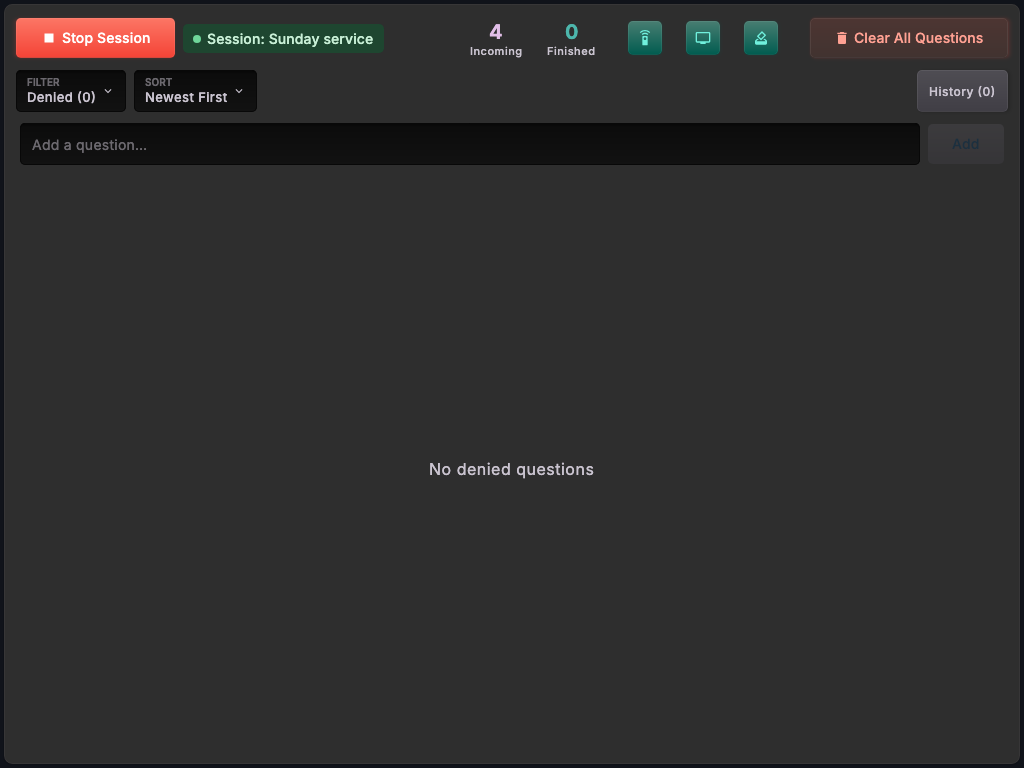 Stop Session
Session: Sunday service
4
Incoming
0
Finished
Clear All Questions
FILTER
Denied (0)
SORT
Newest First
History (0)
Add a question...
Add
No denied questions